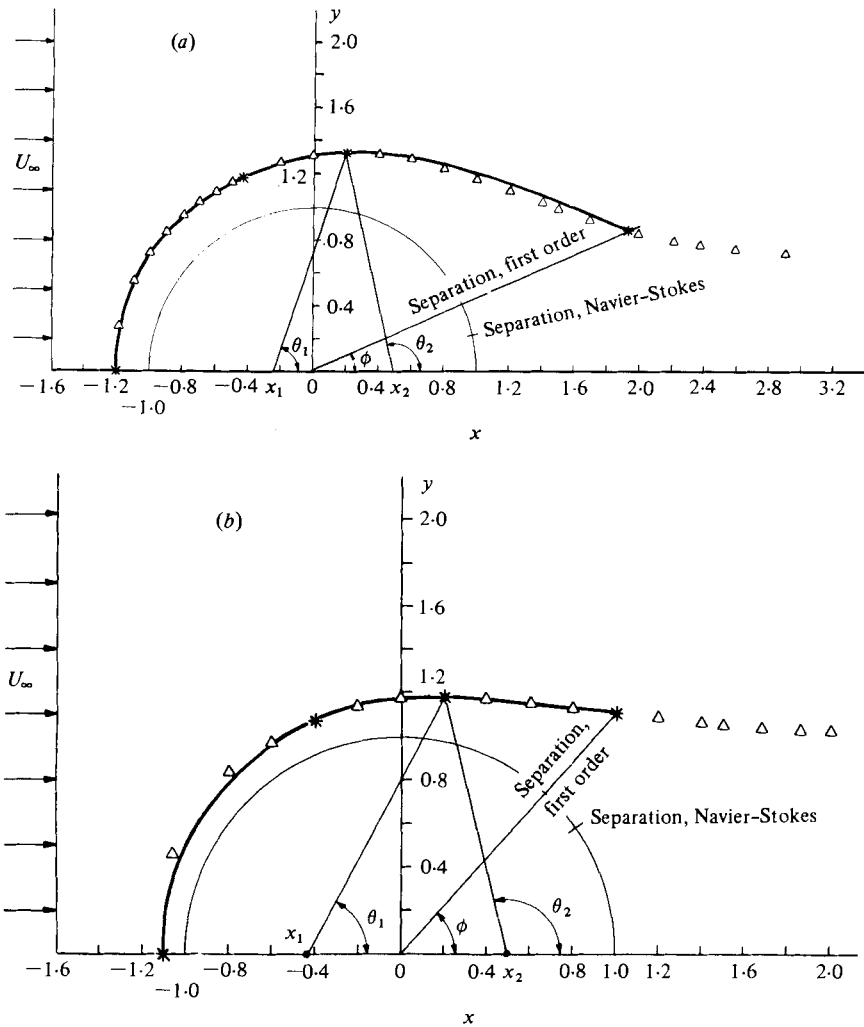 y
(a)
2·0
1·6
U∞
1·2
0·8
Separation, first order
Separation, Navier–Stokes
0·4
θ1
θ2
ϕ
−1·6 −1·2 −0·8 −0·4 x1 0 0·4 x2 0·8 1·2 1·6 2·0 2·4 2·8 3·2
−1·0
x
y
(b)
2·0
1·6
1·2
U∞
Separation,
first order
0·8
Separation, Navier–Stokes
0·4
θ1
θ2
x1
ϕ
−1·6 −1·2 −0·8 −0·4 0 0·4 x2 0·8 1·0 1·2 1·6 2·0
−1·0
x